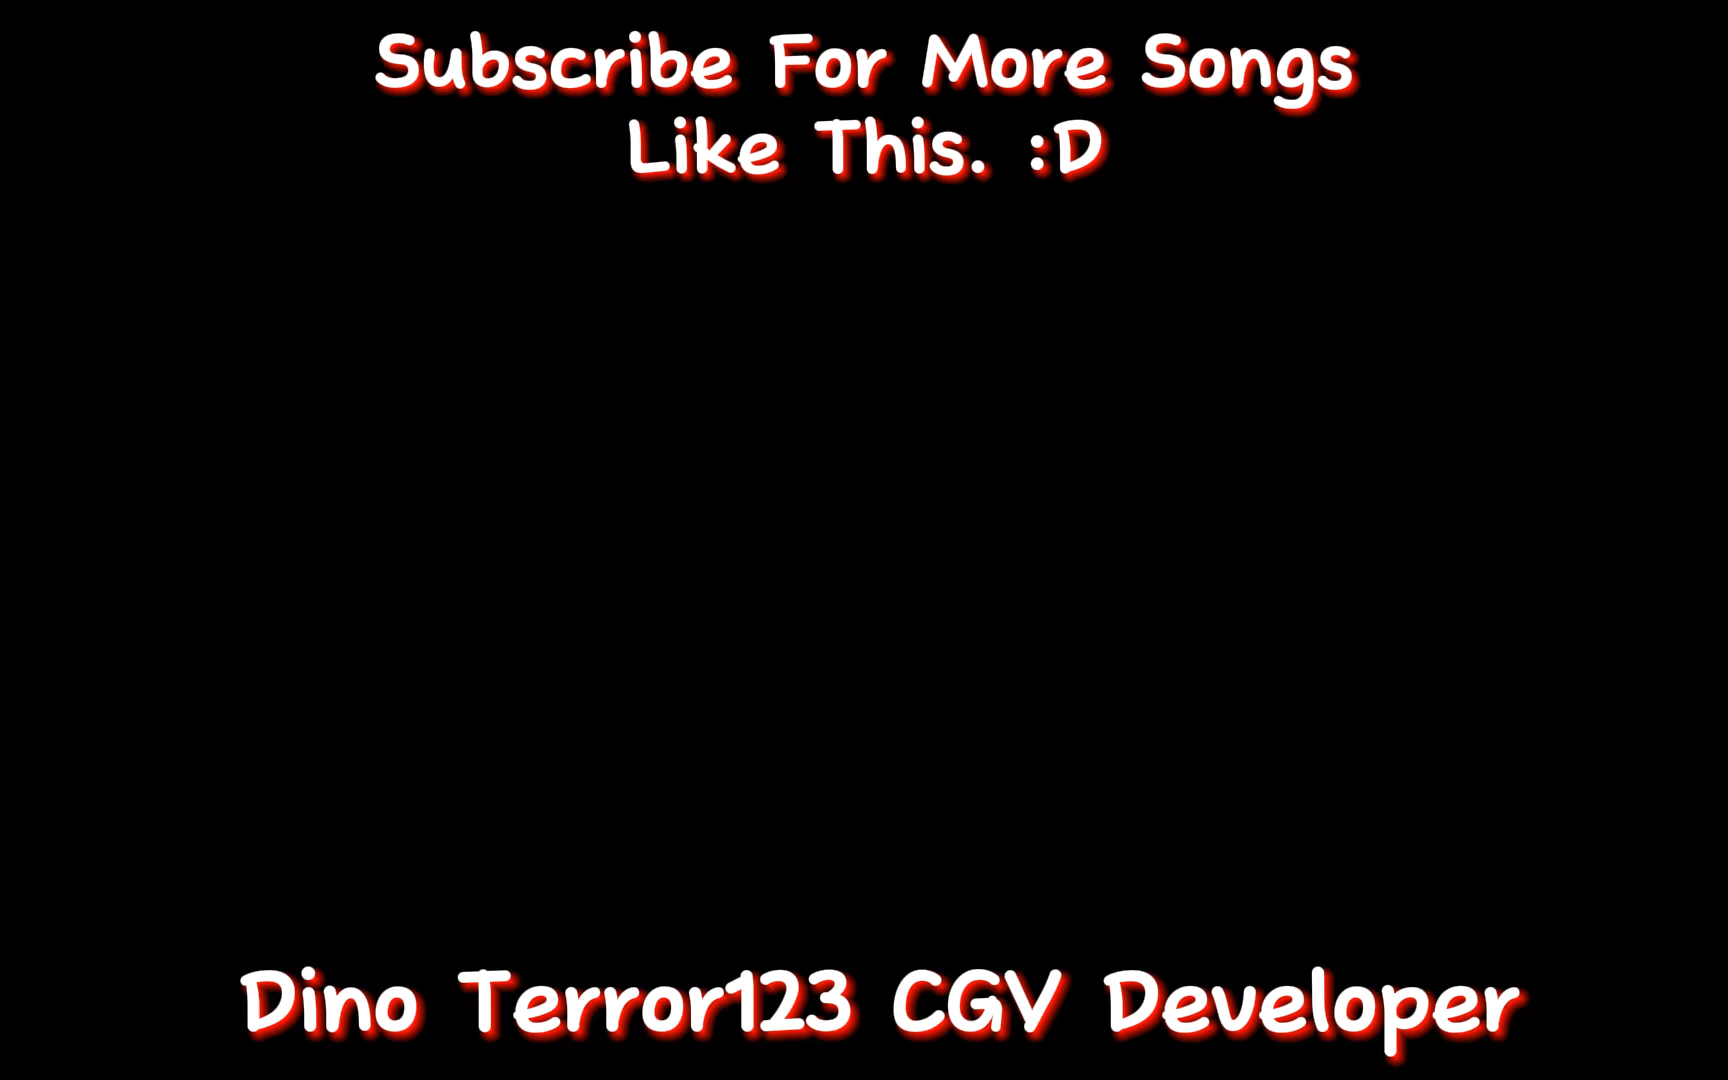 Subscribe For More Songs
Like This. :D
Dino Terror123 CGV Developer